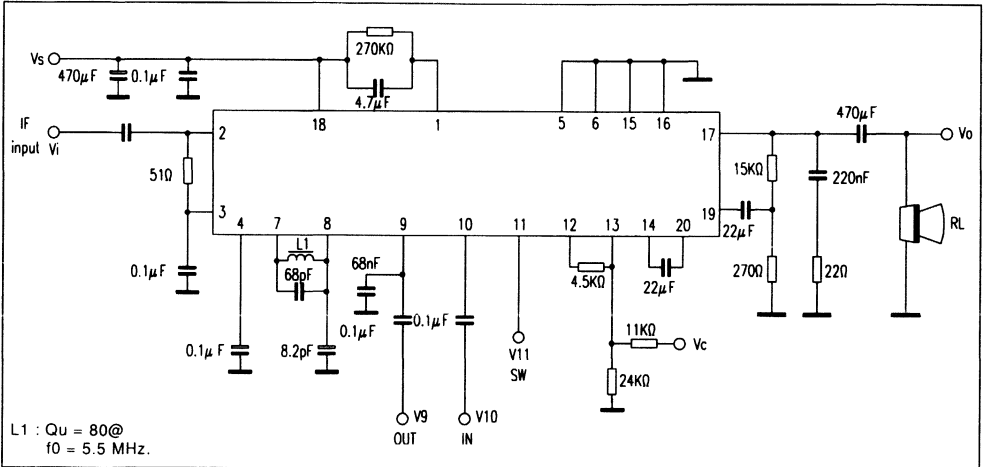 Vs
470µF 0.1µF
270KΩ
4.7µF
18 1 5 6 15 16
IF
input Vi
2
51Ω
3
0.1µF
4 7 8 9 10 11 12 13 14 20
17
19
470µF
Vo
15KΩ
220nF
22µF
RL
270Ω
22Ω
L1
68pF
68nF
4.5KΩ
22µF
0.1µF
8.2pF
0.1µF
0.1µF
11KΩ
Vc
24KΩ
V11
SW
V9
OUT
V10
IN
L1 : Qu = 80@
f0 = 5.5 MHz.